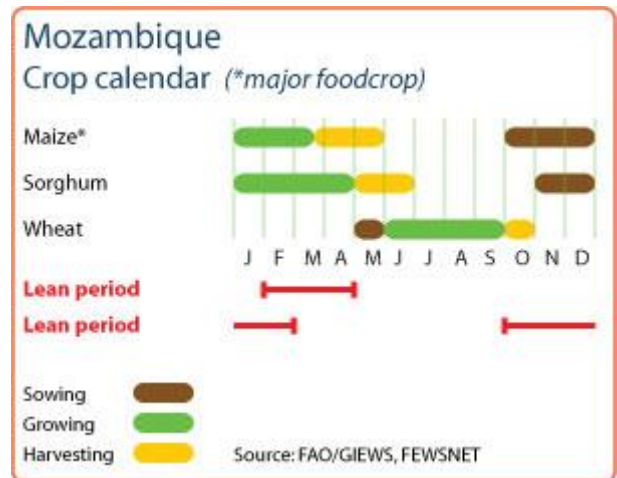 Mozambique
Crop calendar (*major foodcrop)
Maize*
Sorghum
Wheat
J F M A M J J A S O N D
Lean period
Lean period
Sowing
Growing
Harvesting
Source: FAO/GIEWS, FEWSNET